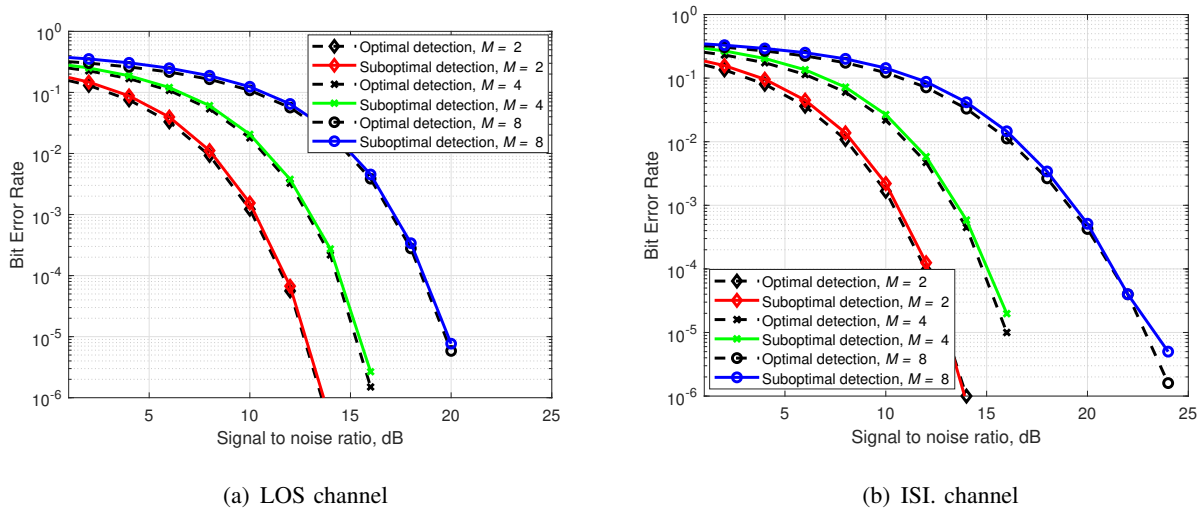 10^0
10^-1
10^-2
10^-3
10^-4
10^-5
10^-6
Bit Error Rate
5
10
15
20
25
Signal to noise ratio, dB
Optimal detection, M = 2
Suboptimal detection, M = 2
Optimal detection, M = 4
Suboptimal detection, M = 4
Optimal detection, M = 8
Suboptimal detection, M = 8
(a) LOS channel
10^0
10^-1
10^-2
10^-3
10^-4
10^-5
10^-6
Bit Error Rate
5
10
15
20
25
Signal to noise ratio, dB
Optimal detection, M = 2
Suboptimal detection, M = 2
Optimal detection, M = 4
Suboptimal detection, M = 4
Optimal detection, M = 8
Suboptimal detection, M = 8
(b) ISI. channel